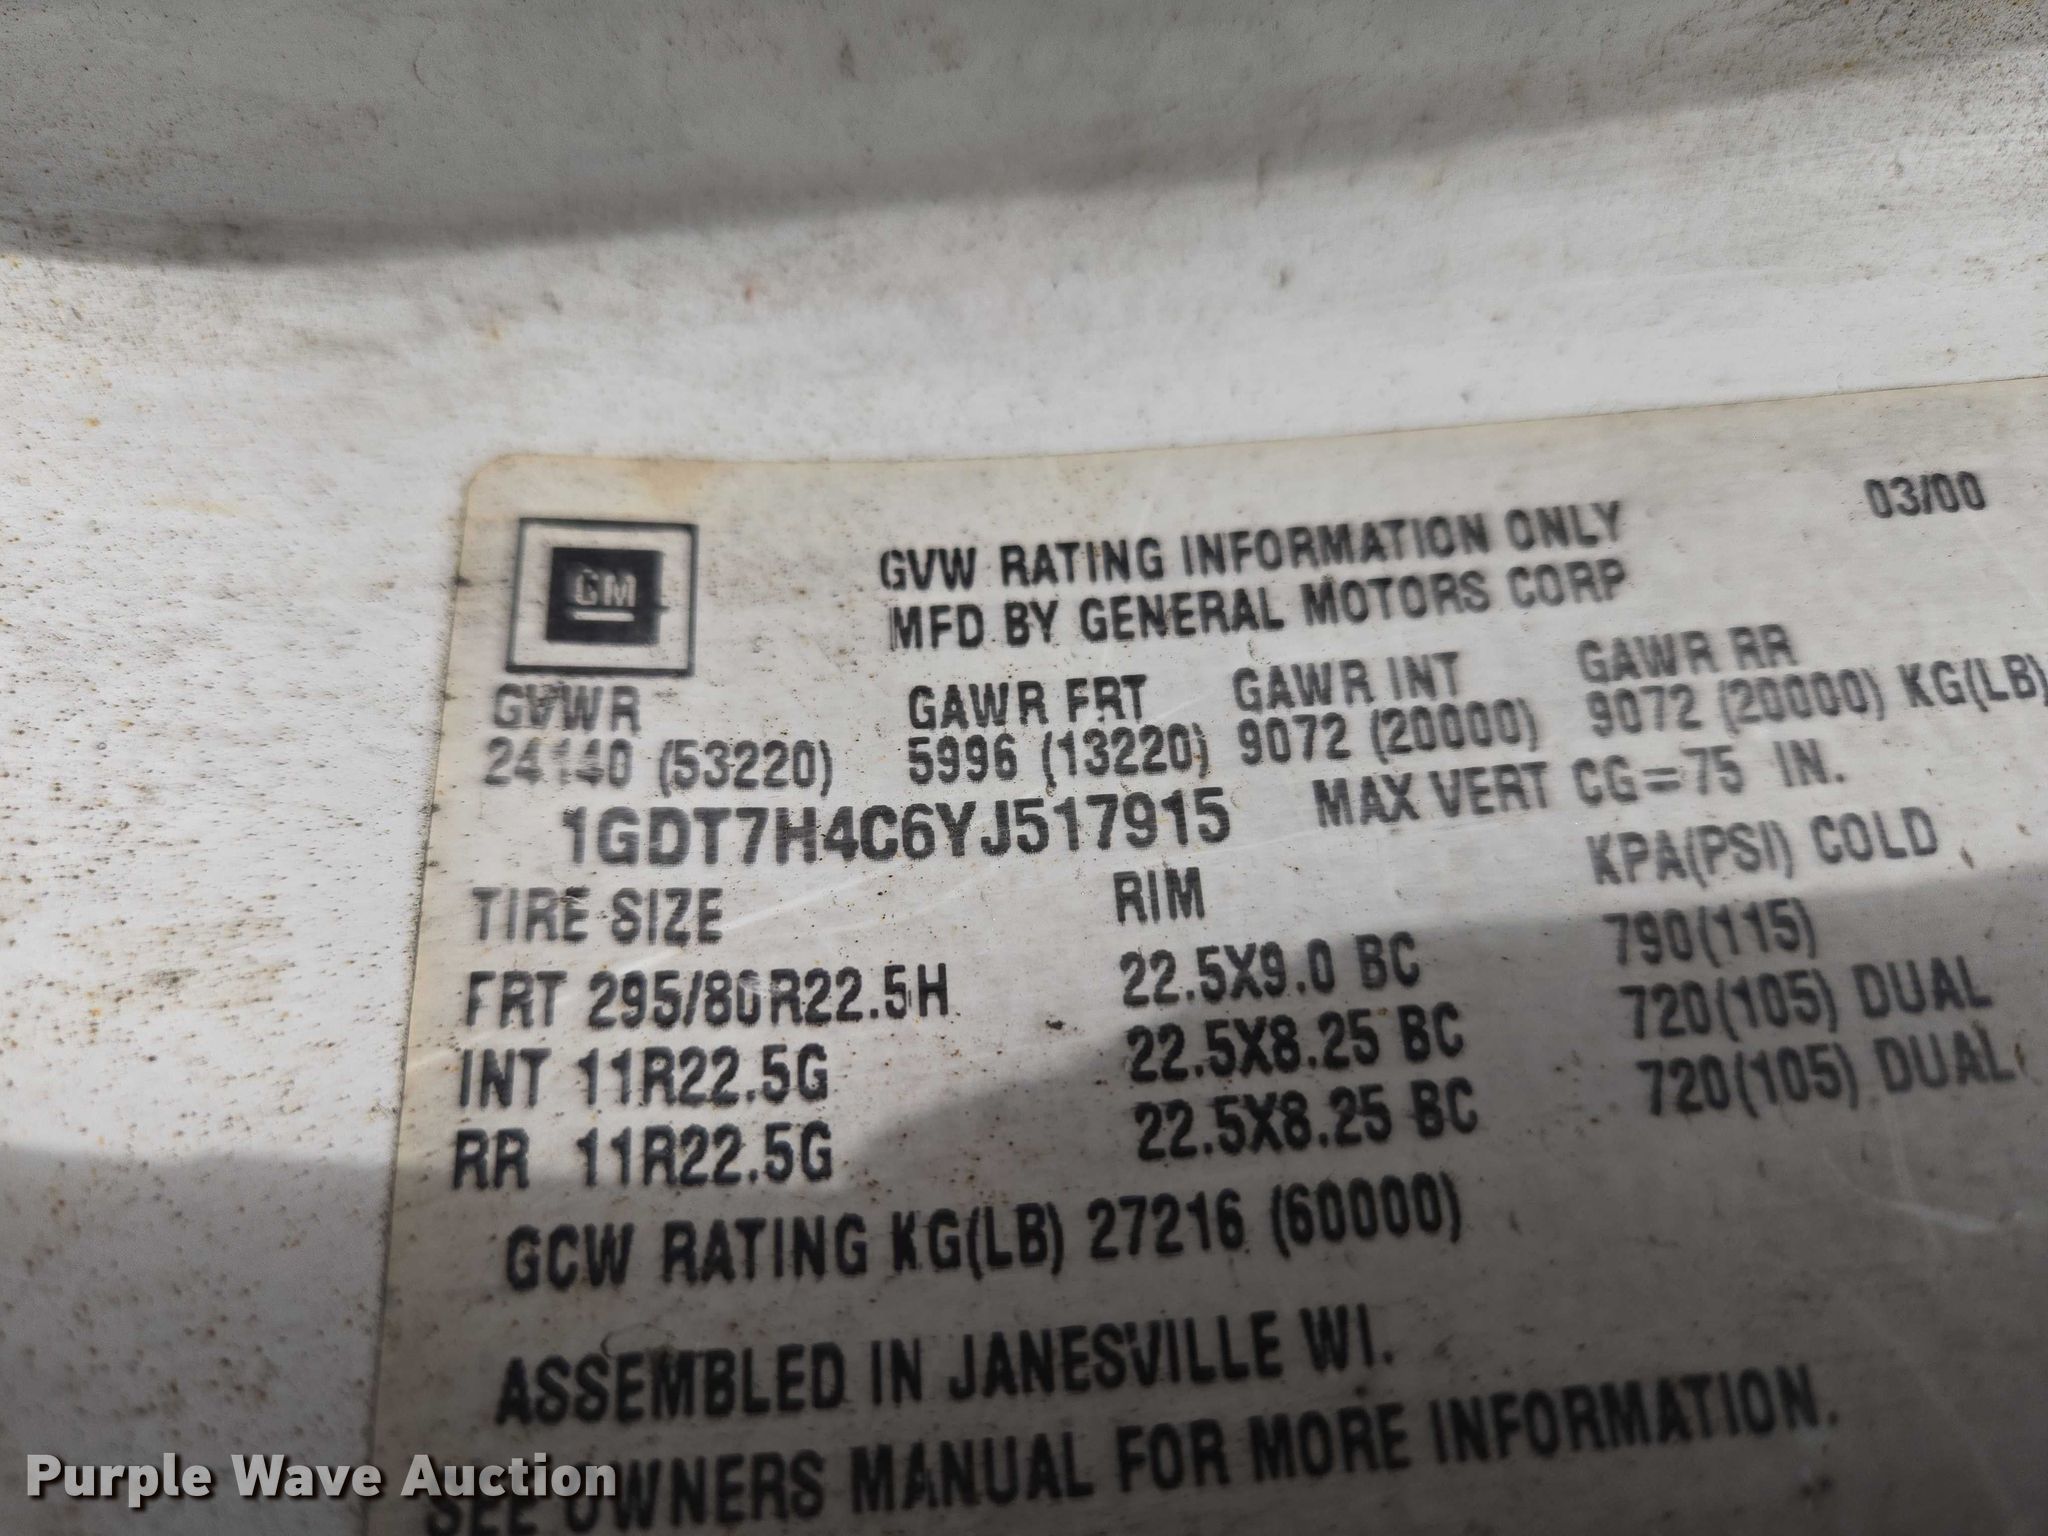 03/00
GM
GVW RATING INFORMATION ONLY
MFD BY GENERAL MOTORS CORP
GVWR GAWR FRT GAWR INT GAWR RR
24140 (53220) 5996 (13220) 9072 (20000) 9072 (20000) KG(LB)
1GDT7H4C6YJ517915 MAX VERT CG=75 IN.
TIRE SIZE RIM KPA(PSI) COLD
FRT 295/80R22.5H 22.5X9.0 BC 790(115)
INT 11R22.5G 22.5X8.25 BC 720(105) DUAL
RR 11R22.5G 22.5X8.25 BC 720(105) DUAL
GCW RATING KG(LB) 27216 (60000)
ASSEMBLED IN JANESVILLE WI.
SEE OWNERS MANUAL FOR MORE INFORMATION.
Purple Wave Auction